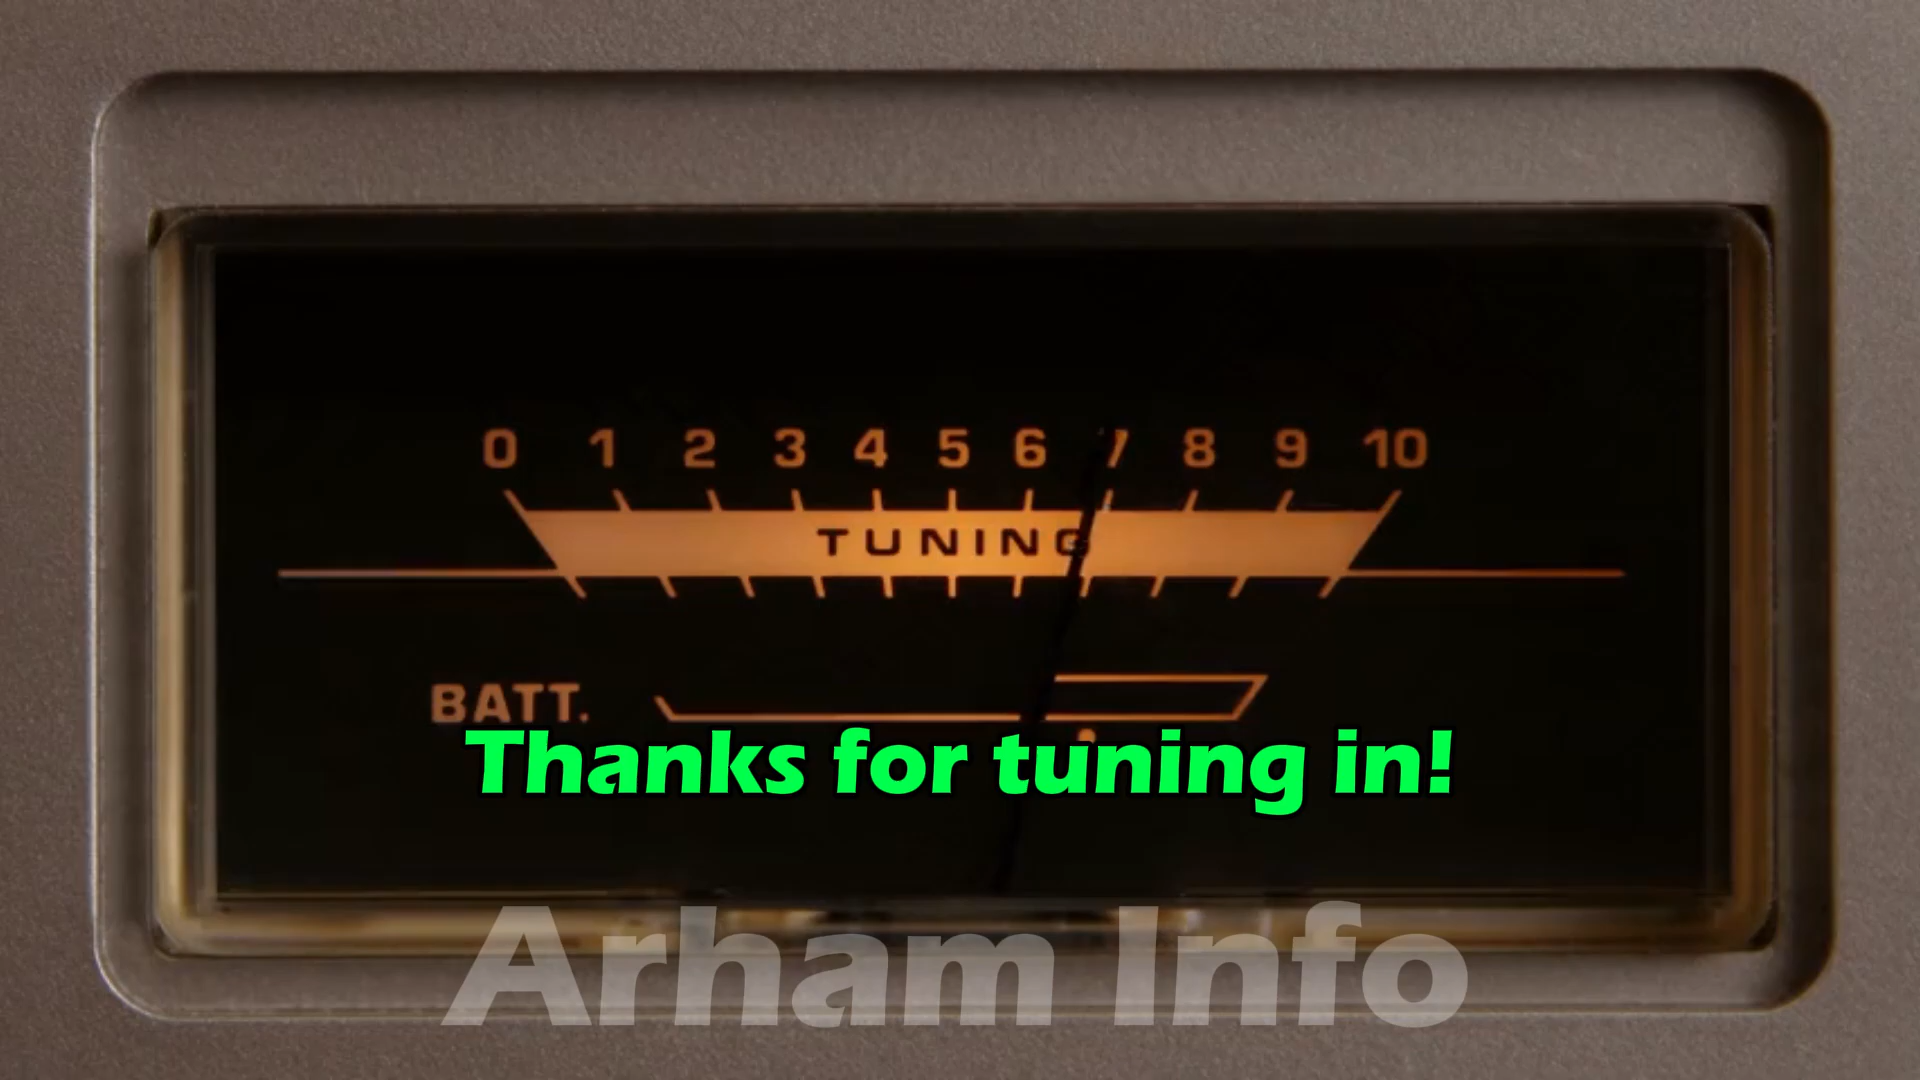 0 1 2 3 4 5 6 7 8 9 10
TUNING
BATT.
Thanks for tuning in!
Arham Info